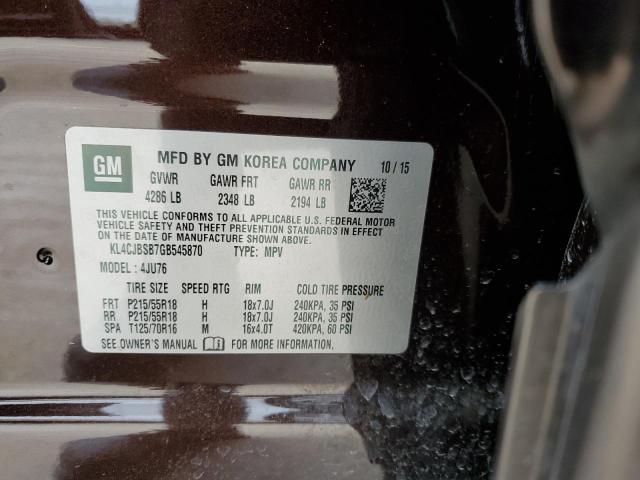 GM MFD BY GM KOREA COMPANY 10 / 15
GVWR GAWR FRT GAWR RR
4286 LB 2348 LB 2194 LB
THIS VEHICLE CONFORMS TO ALL APPLICABLE U.S. FEDERAL MOTOR
VEHICLE SAFETY AND THEFT PREVENTION STANDARDS IN EFFECT
ON THE DATE OF MANUFACTURE SHOWN ABOVE.
KL4CJBSB7GB545870 TYPE: MPV
MODEL : 4JU76
TIRE SIZE SPEED RTG RIM COLD TIRE PRESSURE
FRT P215/55R18 H 18x7.0J 240KPA, 35 PSI
RR P215/55R18 H 18x7.0J 240KPA, 35 PSI
SPA T125/70R16 M 16x4.0T 420KPA, 60 PSI
SEE OWNER'S MANUAL FOR MORE INFORMATION.